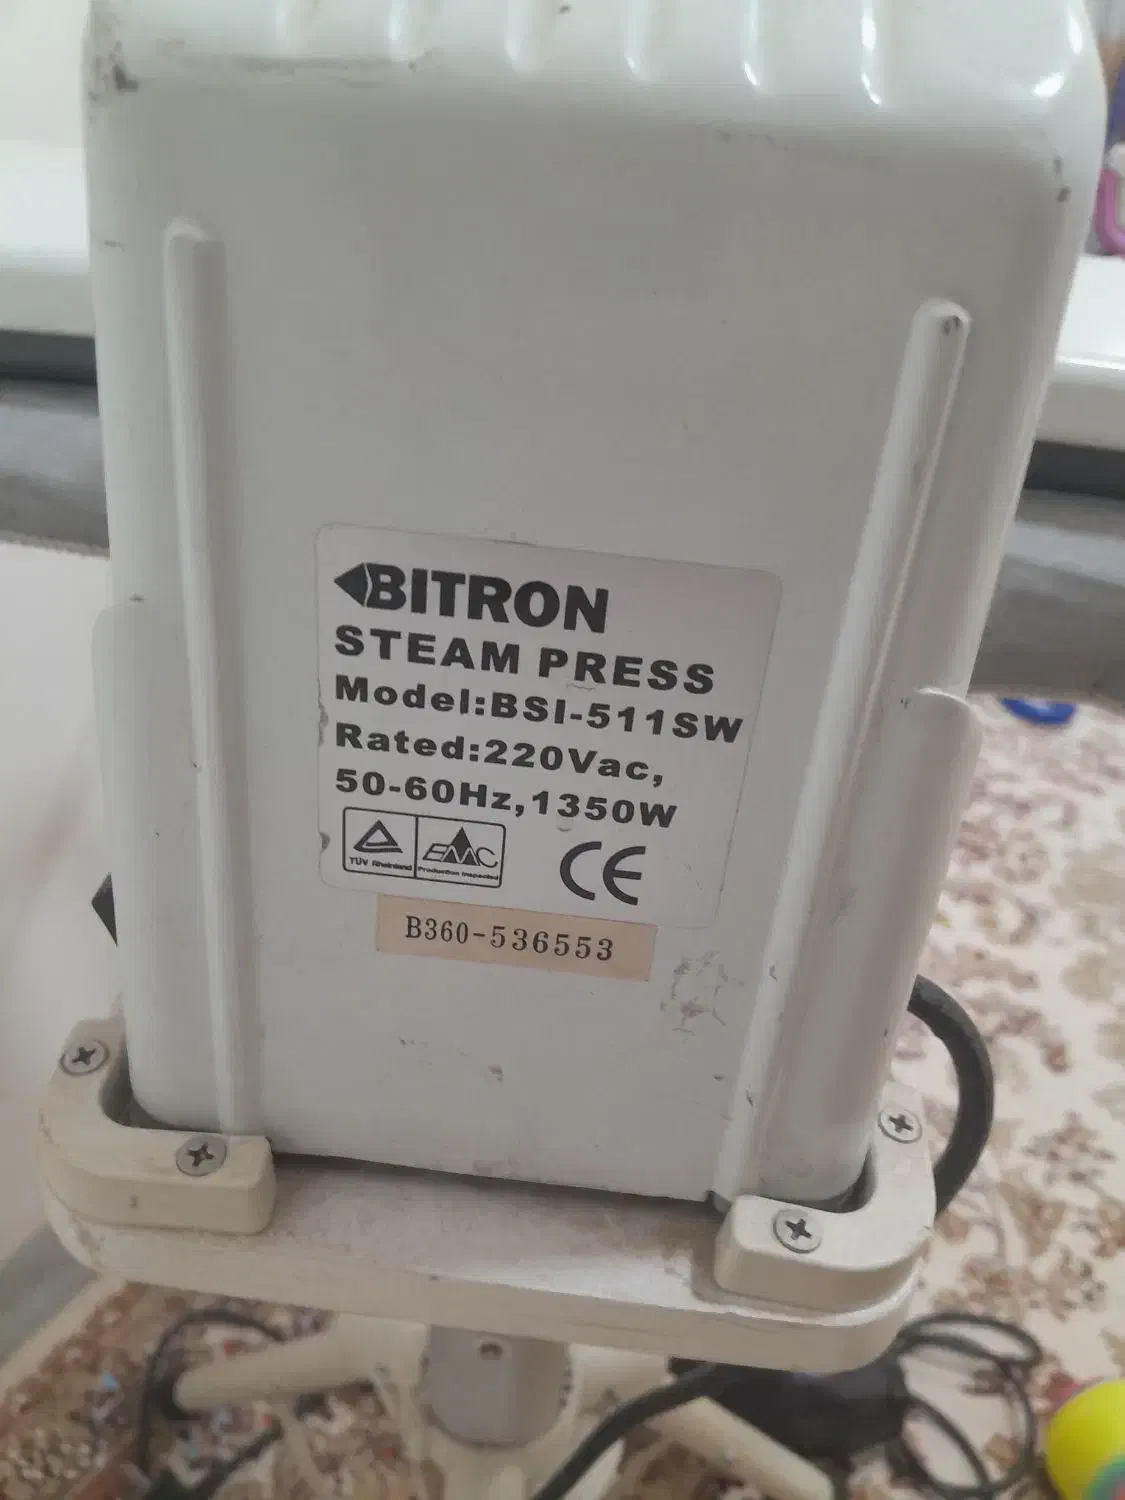 BITRON
STEAM PRESS
Model:BSI-511SW
Rated:220Vac,
50-60Hz,1350W
TÜV Rheinland
EMC
Production Inspected
CE
B360-536553